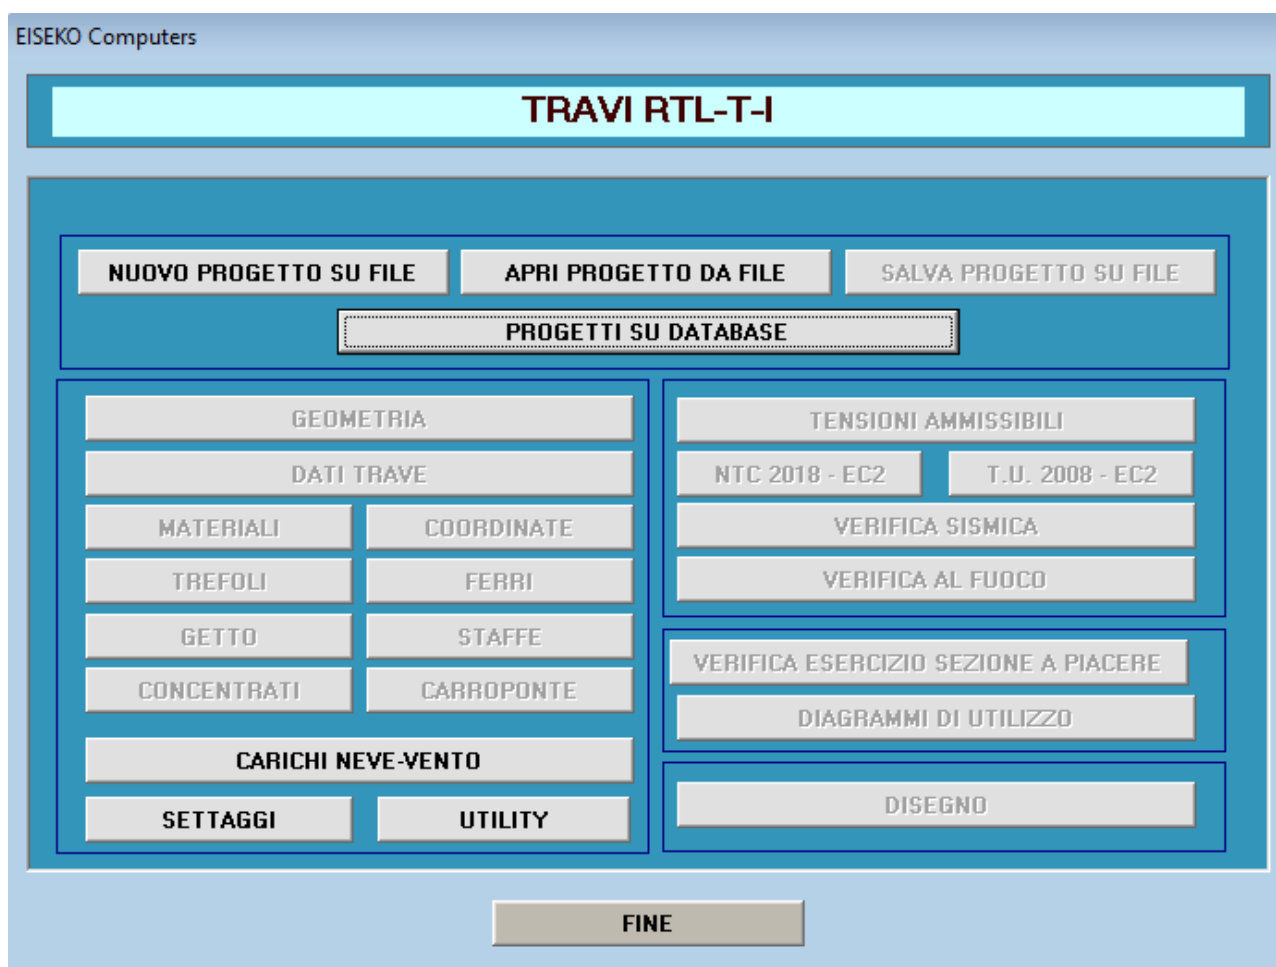 EISEKO Computers
TRAVI RTL-T-I
NUOVO PROGETTO SU FILE
APRI PROGETTO DA FILE
SALVA PROGETTO SU FILE
PROGETTI SU DATABASE
GEOMETRIA
DATI TRAVE
MATERIALI
COORDINATE
TREFOLI
FERRI
GETTO
STAFFE
CONCENTRATI
CARROPONTE
CARICHI NEVE-VENTO
SETTAGGI
UTILITY
TENSIONI AMMISSIBILI
NTC 2018 - EC2
T.U. 2008 - EC2
VERIFICA SISMICA
VERIFICA AL FUOCO
VERIFICA ESERCIZIO SEZIONE A PIACERE
DIAGRAMMI DI UTILIZZO
DISEGNO
FINE